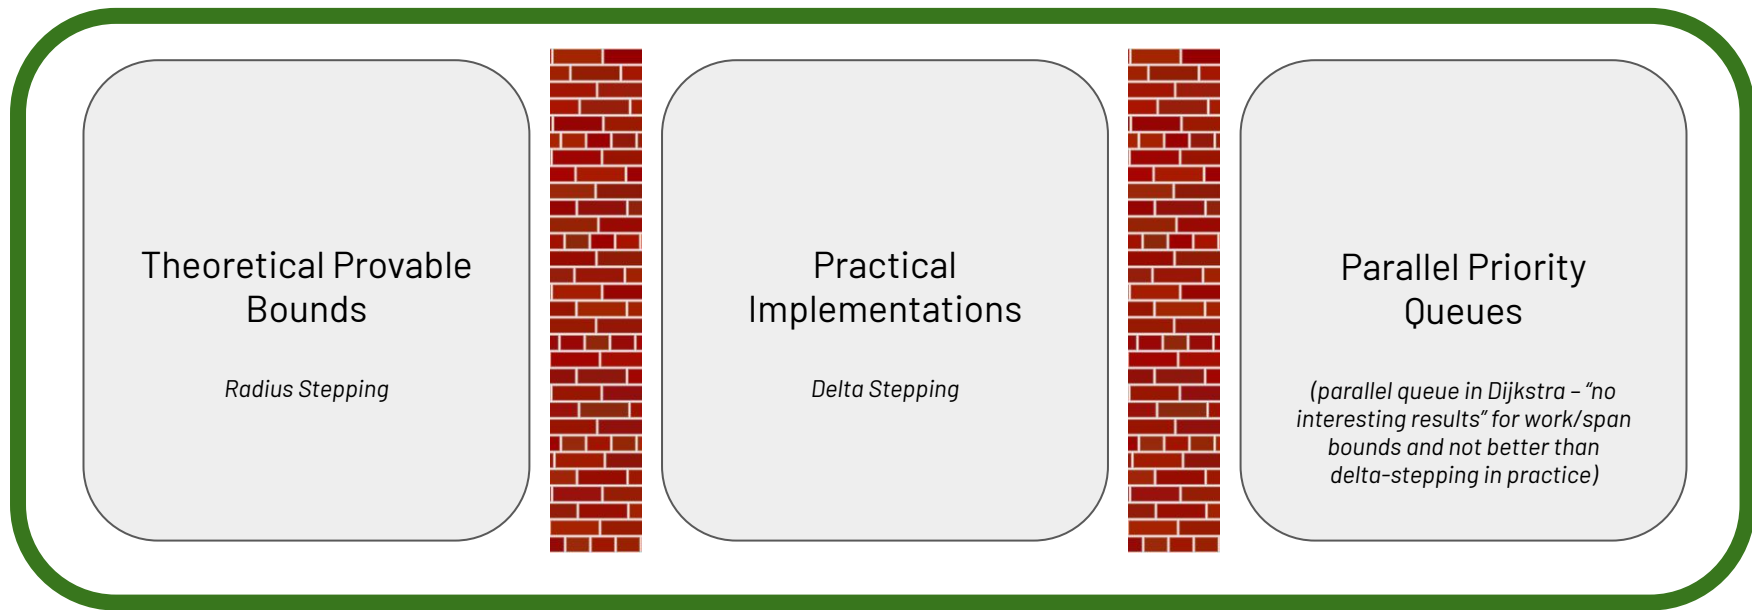 Theoretical Provable
Bounds
Radius Stepping
Practical
Implementations
Delta Stepping
Parallel Priority
Queues
(parallel queue in Dijkstra – “no
interesting results” for work/span
bounds and not better than
delta-stepping in practice)